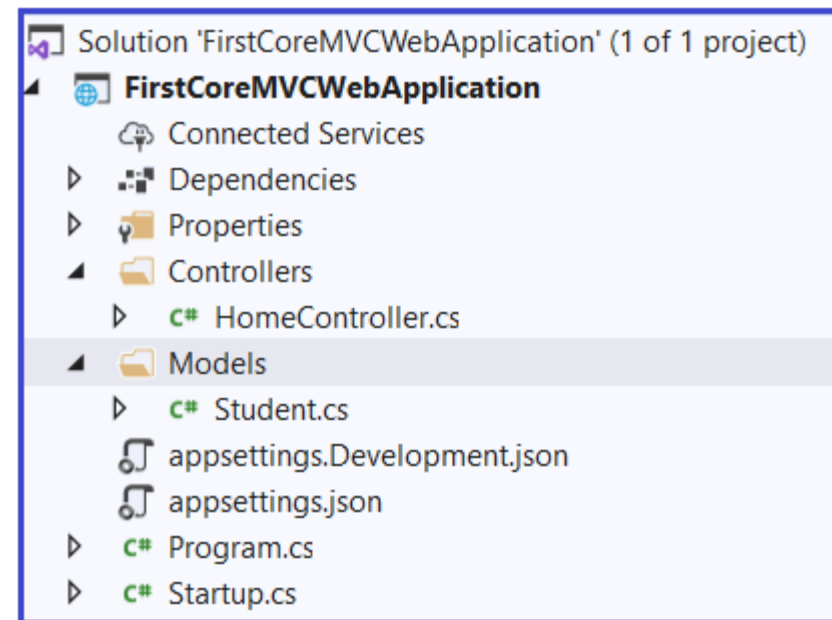 Solution 'FirstCoreMVCWebApplication' (1 of 1 project)
FirstCoreMVCWebApplication
Connected Services
Dependencies
Properties
Controllers
C# HomeController.cs
Models
C# Student.cs
appsettings.Development.json
appsettings.json
C# Program.cs
C# Startup.cs